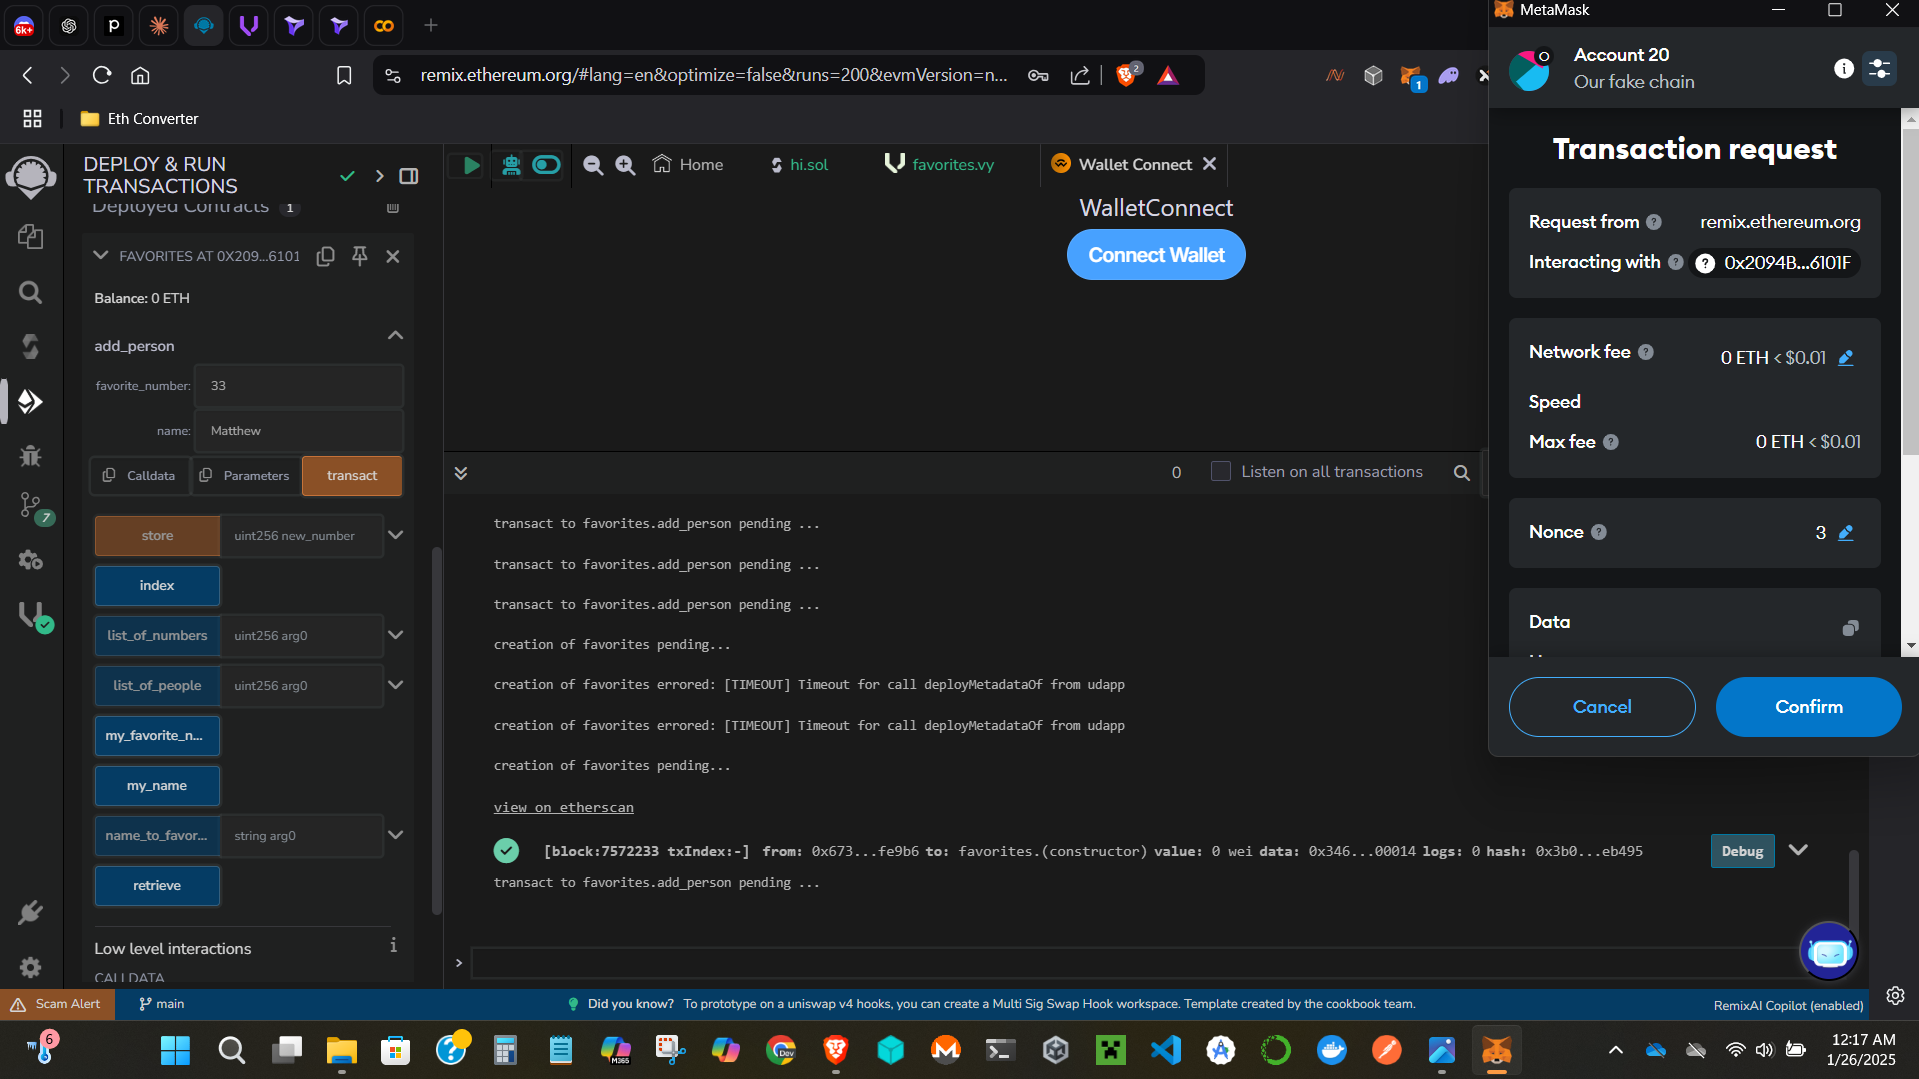 6k+
MetaMask
remix.ethereum.org/#lang=en&optimize=false&runs=200&evmVersion=n...
2
1
Account 20
Our fake chain
Eth Converter
DEPLOY & RUN
TRANSACTIONS
Home
hi.sol
favorites.vy
Wallet Connect
Deployed Contracts 1
FAVORITES AT 0X209...6101
Balance: 0 ETH
add_person
favorite_number: 33
name: Matthew
Calldata
Parameters
transact
store uint256 new_number
index
list_of_numbers uint256 arg0
list_of_people uint256 arg0
my_favorite_n...
my_name
name_to_favor... string arg0
retrieve
Low level interactions i
CALLDATA
7
WalletConnect
Connect Wallet
0 Listen on all transactions
transact to favorites.add_person pending ...
transact to favorites.add_person pending ...
transact to favorites.add_person pending ...
creation of favorites pending...
creation of favorites errored: [TIMEOUT] Timeout for call deployMetadataOf from udapp
creation of favorites errored: [TIMEOUT] Timeout for call deployMetadataOf from udapp
creation of favorites pending...
view on etherscan
[block:7572233 txIndex:-] from: 0x673...fe9b6 to: favorites.(constructor) value: 0 wei data: 0x346...00014 logs: 0 hash: 0x3b0...eb495
Debug
transact to favorites.add_person pending ...
>
Transaction request
Request from remix.ethereum.org
Interacting with 0x2094B...6101F
Network fee 0 ETH < $0.01
Speed
Max fee 0 ETH < $0.01
Nonce 3
Data
Cancel
Confirm
Scam Alert
main
Did you know? To prototype on a uniswap v4 hooks, you can create a Multi Sig Swap Hook workspace. Template created by the cookbook team.
RemixAI Copilot (enabled)
6
M365
Dev
12:17 AM
1/26/2025